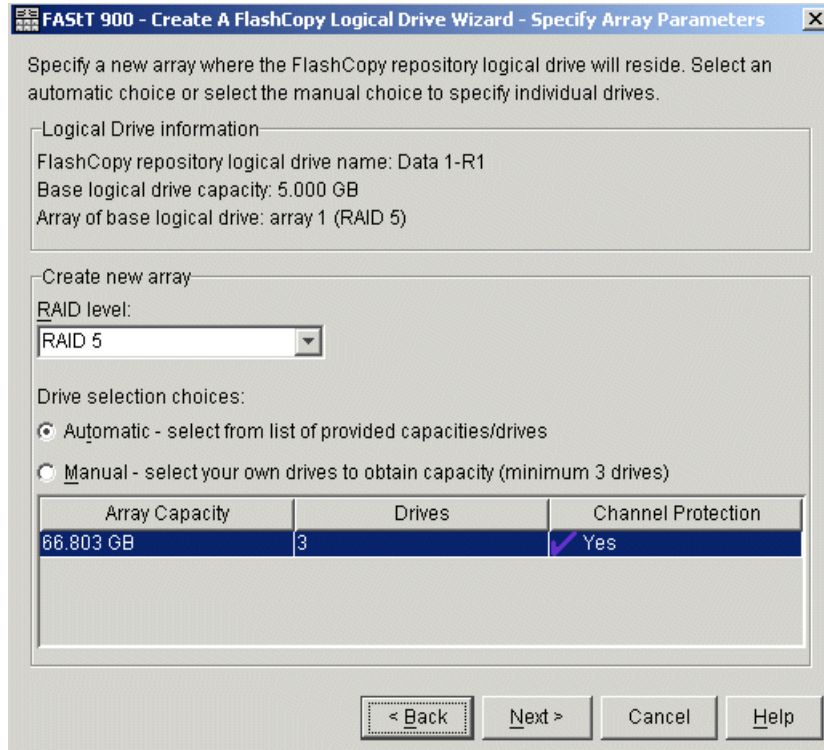 FAStT 900 - Create A FlashCopy Logical Drive Wizard - Specify Array Parameters
Specify a new array where the FlashCopy repository logical drive will reside. Select an
automatic choice or select the manual choice to specify individual drives.
Logical Drive information
FlashCopy repository logical drive name: Data 1-R1
Base logical drive capacity: 5.000 GB
Array of base logical drive: array 1 (RAID 5)
Create new array
RAID level:
RAID 5
Drive selection choices:
Automatic - select from list of provided capacities/drives
Manual - select your own drives to obtain capacity (minimum 3 drives)
Array Capacity Drives Channel Protection
66.803 GB 3 Yes
< Back Next > Cancel Help